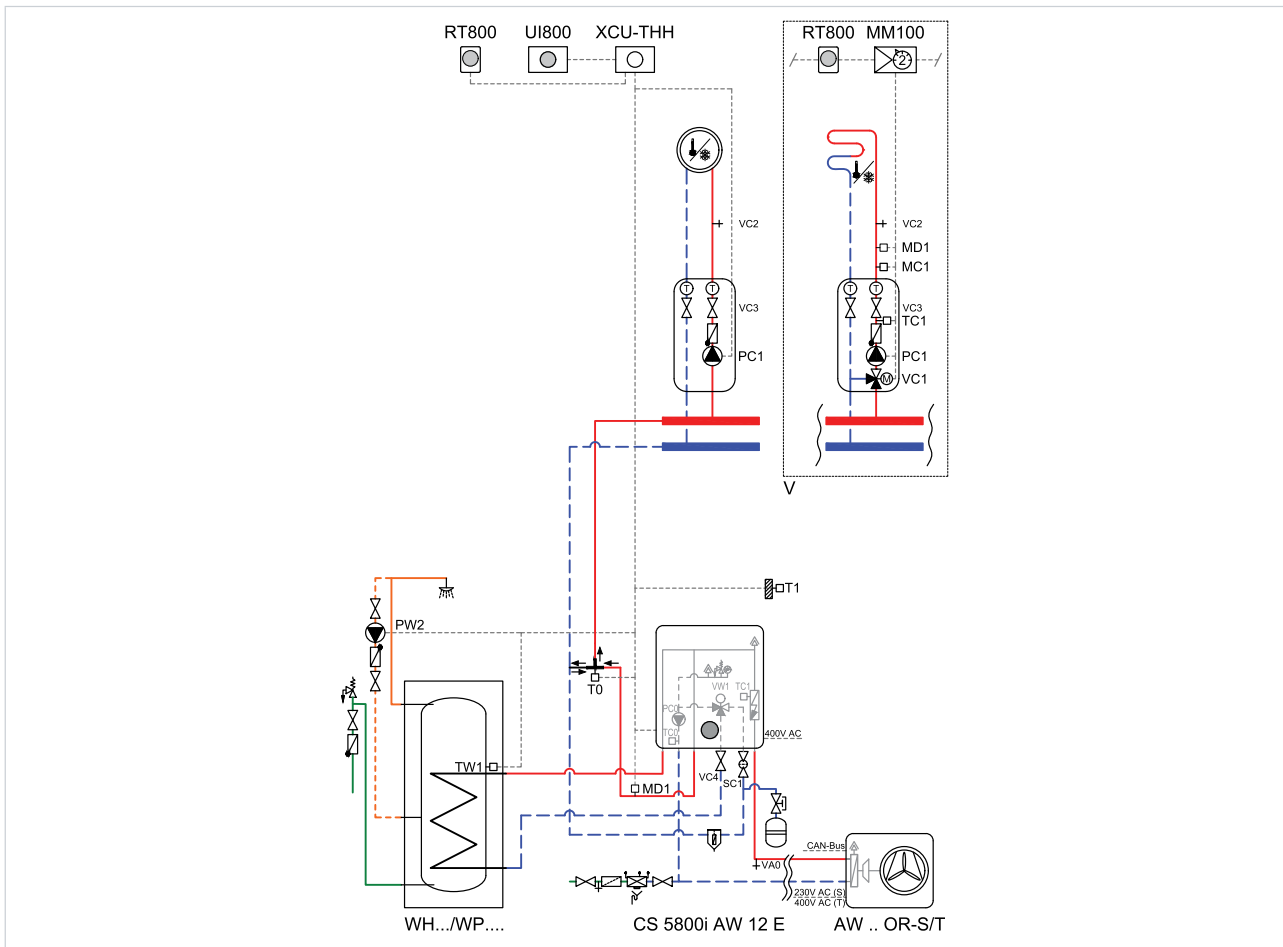 RT800 UI800 XCU-THH RT800 MM100
2
VC2
VC2
MD1
MC1
T T
T T
VC3
VC3
TC1
PC1
PC1
M
VC1
V
T1
PW2
T0
VW1
TC1
PC0
TC0
400V AC
TW1
VC4
SC1
MD1
CAN-Bus
VA0
230V AC (S)
400V AC (T)
WH.../WP....
CS 5800i AW 12 E
AW .. OR-S/T